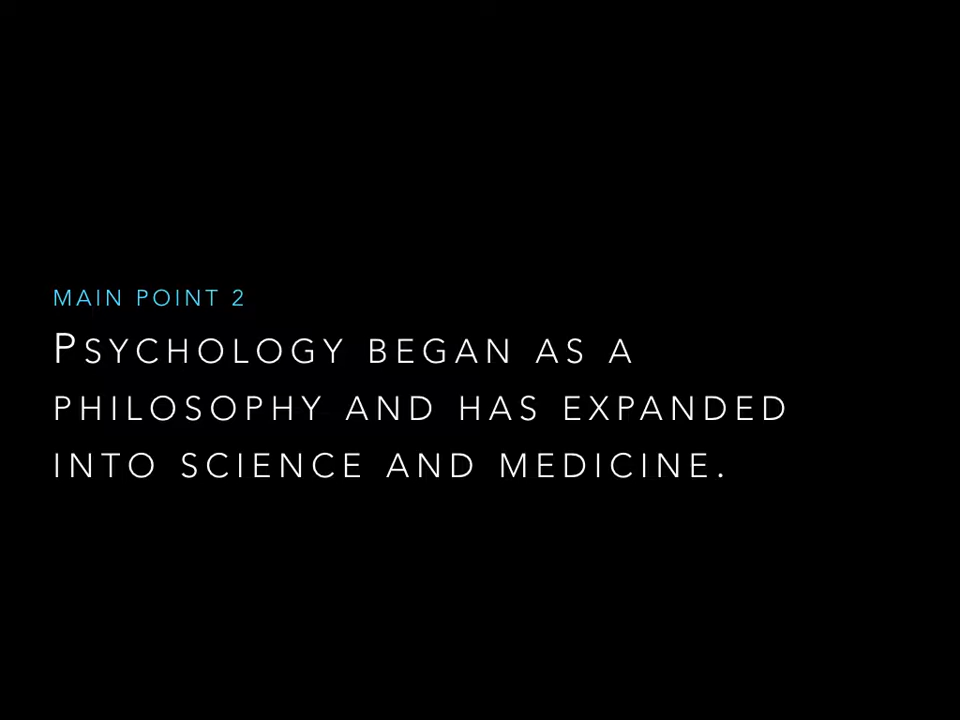 MAIN POINT 2
PSYCHOLOGY BEGAN AS A
PHILOSOPHY AND HAS EXPANDED
INTO SCIENCE AND MEDICINE.